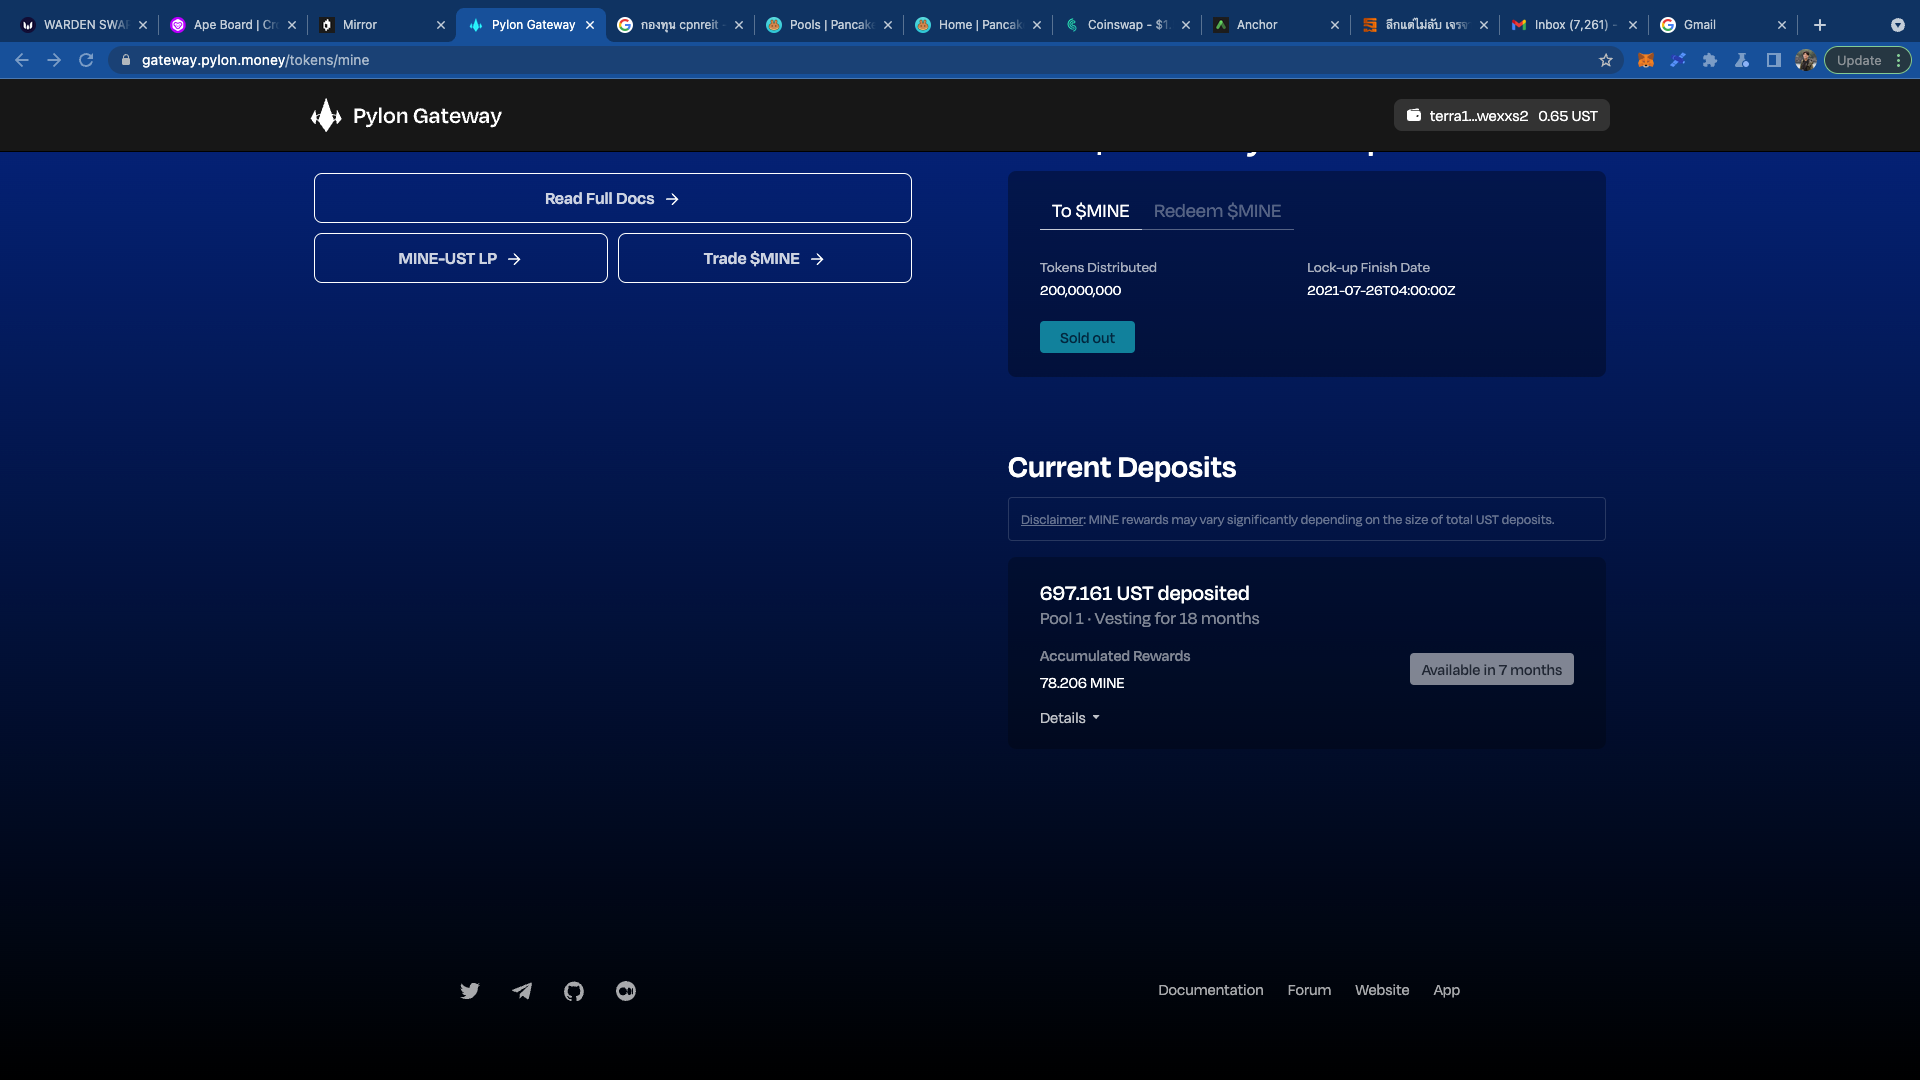 WARDEN SWA
Ape Board | Cr
Mirror
Pylon Gateway
กองทุน cpnreit -
Pools | Pancake
Home | Pancak
Coinswap - $1.
Anchor
ลึกแต่ไม่ลับ เจรจ
Inbox (7,261) -
Gmail
gateway.pylon.money/tokens/mine
Update
Pylon Gateway
terra1...wexxs2 0.65 UST
Read Full Docs →
MINE-UST LP →
Trade $MINE →
To $MINE
Redeem $MINE
Tokens Distributed
200,000,000
Lock-up Finish Date
2021-07-26T04:00:00Z
Sold out
Current Deposits
Disclaimer: MINE rewards may vary significantly depending on the size of total UST deposits.
697.161 UST deposited
Pool 1 · Vesting for 18 months
Accumulated Rewards
78.206 MINE
Available in 7 months
Details
Documentation
Forum
Website
App